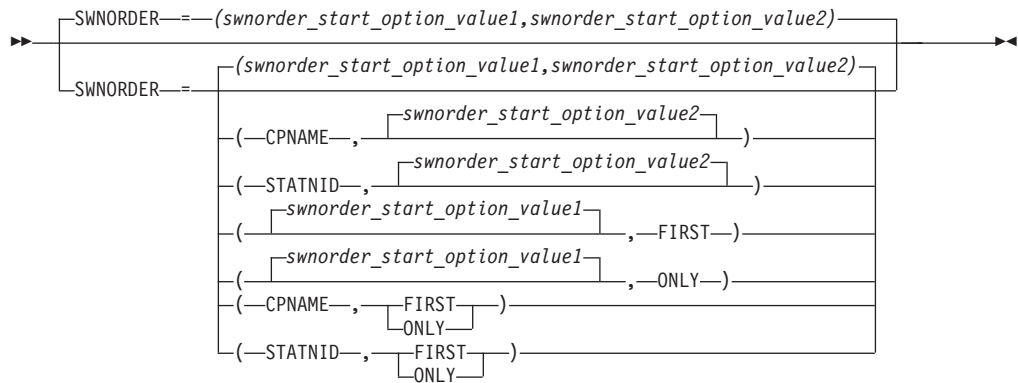 SWNORDER = (swnorder_start_option_value1,swnorder_start_option_value2)
(swnorder_start_option_value1,swnorder_start_option_value2)
SWNORDER =
swnorder_start_option_value2
( CPNAME , )
swnorder_start_option_value2
( STATNID , )
swnorder_start_option_value1
( , FIRST )
swnorder_start_option_value1
( , ONLY )
( CPNAME , FIRST )
ONLY
( STATNID , FIRST )
ONLY